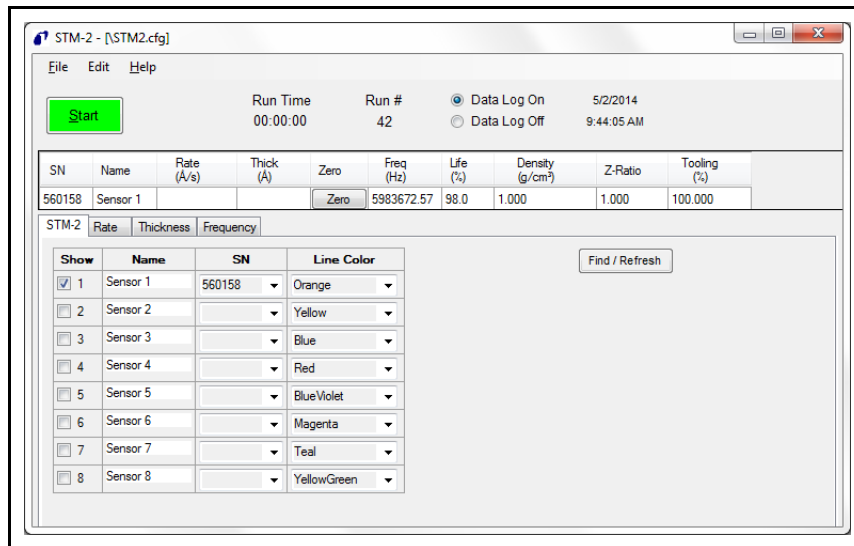 STM-2 - [\STM2.cfg]
File Edit Help
Start
Run Time Run # Data Log On 5/2/2014
00:00:00 42 Data Log Off 9:44:05 AM
SN Name Rate (Å/s) Thick (Å) Zero Freq (Hz) Life (%) Density (g/cm³) Z-Ratio Tooling (%)
560158 Sensor 1 Zero 5983672.57 98.0 1.000 1.000 100.000
STM-2 Rate Thickness Frequency
Show Name SN Line Color Find / Refresh
1 Sensor 1 560158 Orange
2 Sensor 2 Yellow
3 Sensor 3 Blue
4 Sensor 4 Red
5 Sensor 5 BlueViolet
6 Sensor 6 Magenta
7 Sensor 7 Teal
8 Sensor 8 YellowGreen